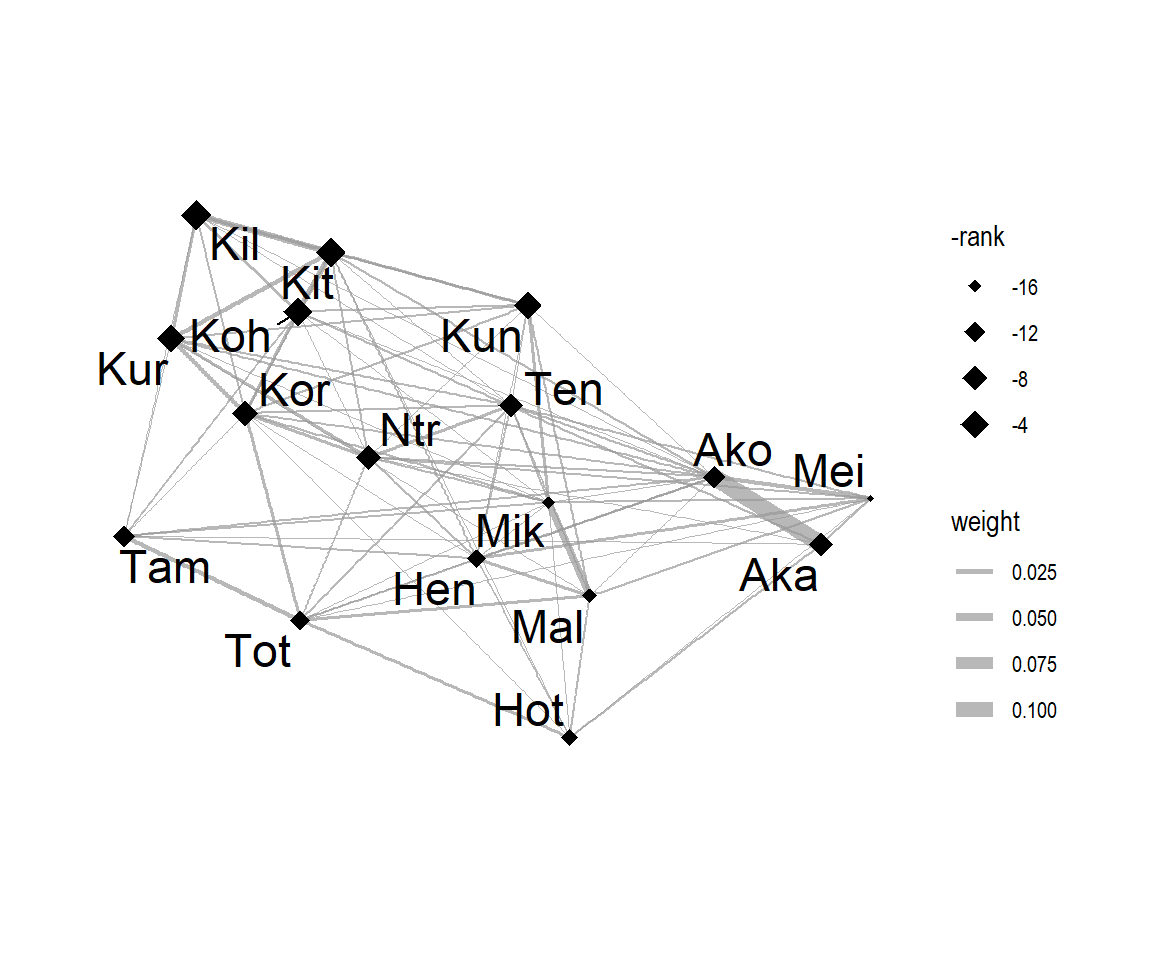 Kil
Kit
Koh
Kur
Kun
Kor
Ten
Ntr
Ako
Mei
Mik
Tam
Hen
Aka
Mal
Tot
Hot
-rank
-16
-12
-8
-4
weight
0.025
0.050
0.075
0.100